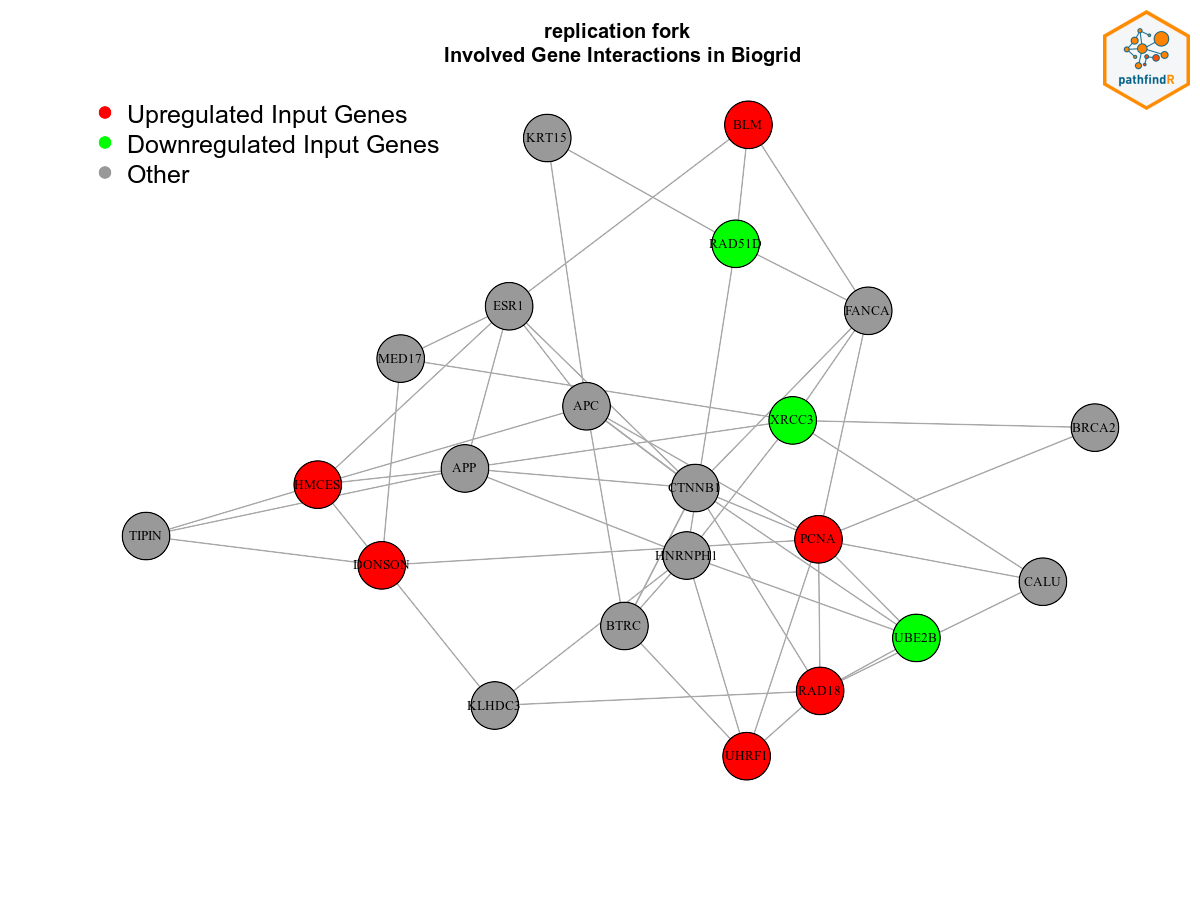 replication fork
Involved Gene Interactions in Biogrid
pathfindR
Upregulated Input Genes
Downregulated Input Genes
Other
KRT15
BLM
RAD51D
ESR1
FANCA
MED17
APC
XRCC3
BRCA2
APP
HMCES
CTNNB1
TIPIN
PCNA
HNRNPH1
DONSON
CALU
BTRC
UBE2B
RAD18
KLHDC3
UHRF1